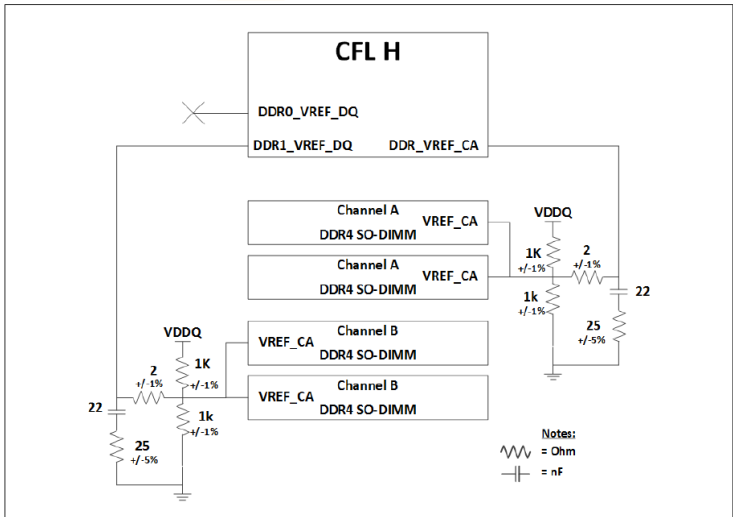 CFL H
DDR0_VREF_DQ
DDR1_VREF_DQ
DDR_VREF_CA
Channel A
VREF_CA
DDR4 SO-DIMM
VDDQ
Channel A
VREF_CA
DDR4 SO-DIMM
1K
+/-1%
2
+/-1%
1k
+/-1%
22
25
+/-5%
Channel B
VREF_CA
DDR4 SO-DIMM
VDDQ
Channel B
VREF_CA
DDR4 SO-DIMM
2
+/-1%
1K
+/-1%
22
1k
+/-1%
25
+/-5%
Notes:
= Ohm
= nF